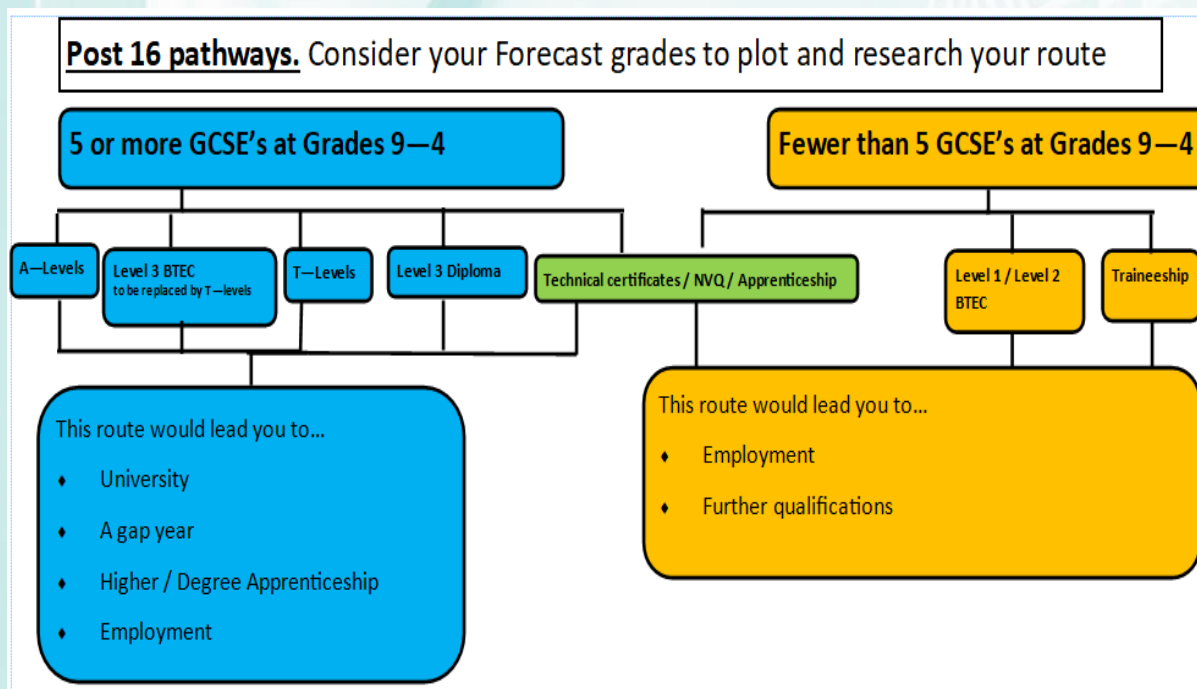 Post 16 pathways. Consider your Forecast grades to plot and research your route
5 or more GCSE's at Grades 9—4
Fewer than 5 GCSE's at Grades 9—4
A—Levels
Level 3 BTEC
to be replaced by T—levels
T—Levels
Level 3 Diploma
Technical certificates / NVQ / Apprenticeship
Level 1 / Level 2
BTEC
Traineeship
This route would lead you to...
♦ University
♦ A gap year
♦ Higher / Degree Apprenticeship
♦ Employment
This route would lead you to...
♦ Employment
♦ Further qualifications